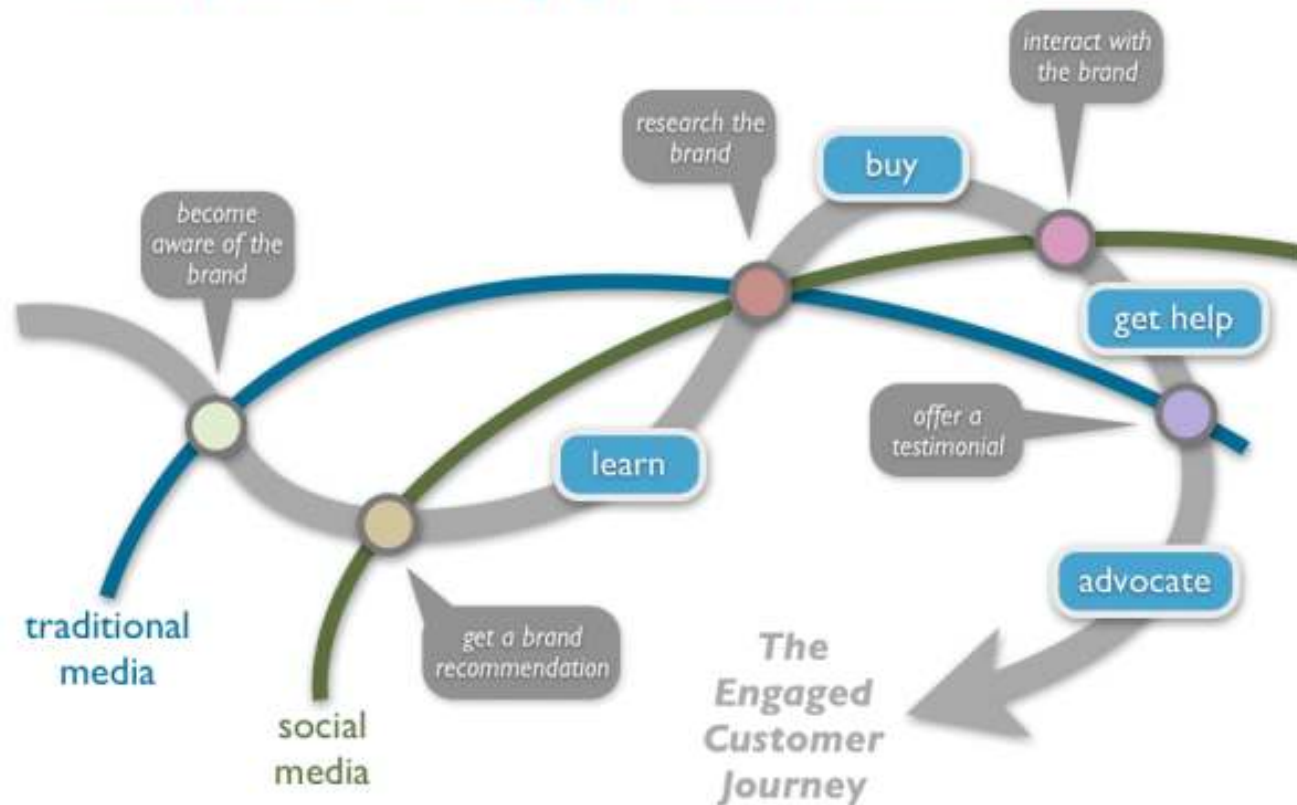 interact with
the brand
research the
brand
buy
become
aware of the
brand
get help
offer a
testimonial
learn
advocate
traditional
media
get a brand
recommendation
social
media
The
Engaged
Customer
Journey